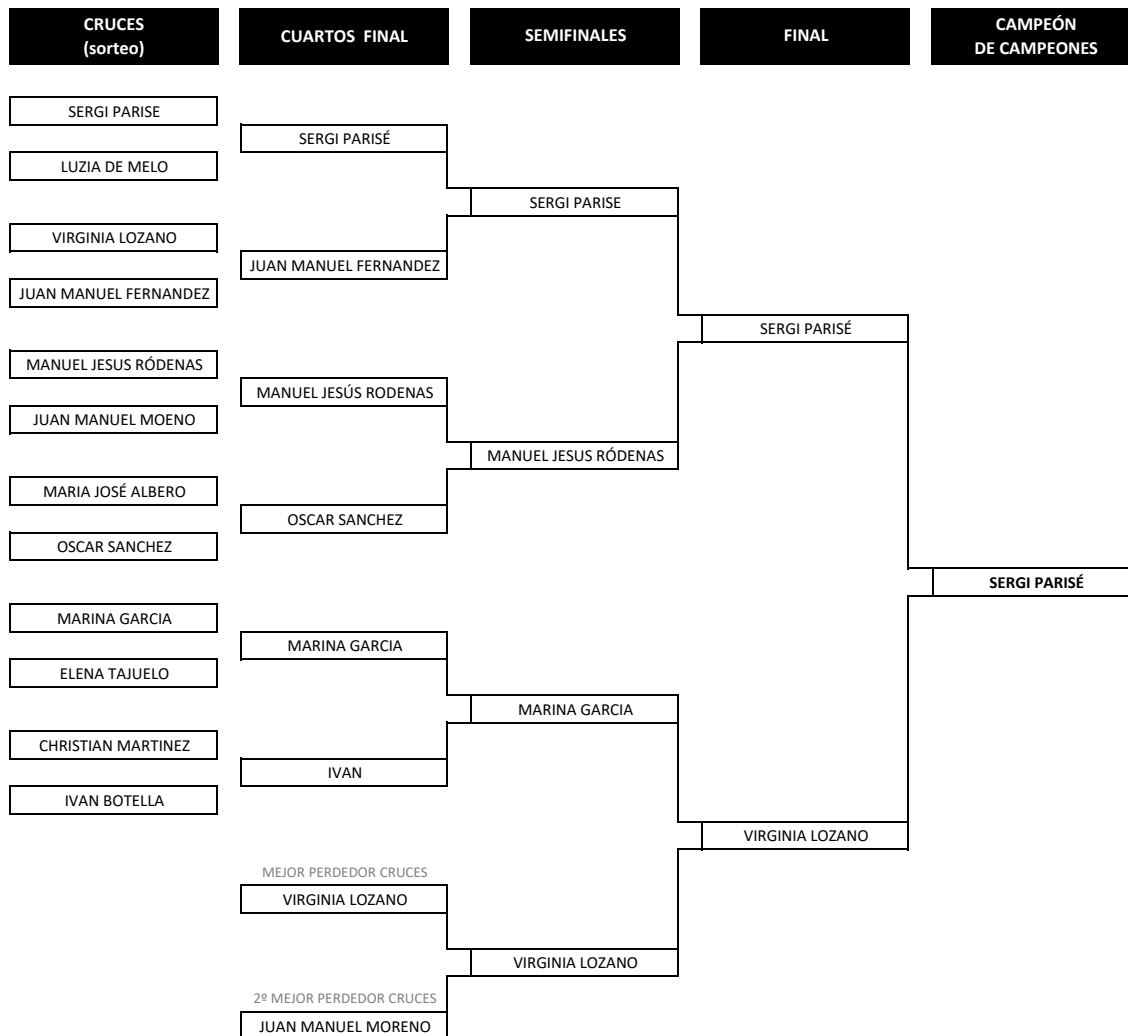 CRUCES
(sorteo)
CUARTOS FINAL
SEMIFINALES
FINAL
CAMPEÓN
DE CAMPEONES
SERGI PARISE
LUZIA DE MELO
VIRGINIA LOZANO
JUAN MANUEL FERNANDEZ
MANUEL JESUS RÓDENAS
JUAN MANUEL MOENO
MARIA JOSÉ ALBERO
OSCAR SANCHEZ
MARINA GARCIA
ELENA TAJUELO
CHRISTIAN MARTINEZ
IVAN BOTELLA
SERGI PARISÉ
JUAN MANUEL FERNANDEZ
MANUEL JESÚS RODENAS
OSCAR SANCHEZ
MARINA GARCIA
IVAN
MEJOR PERDEDOR CRUCES
VIRGINIA LOZANO
2º MEJOR PERDEDOR CRUCES
JUAN MANUEL MORENO
SERGI PARISE
MANUEL JESUS RÓDENAS
MARINA GARCIA
VIRGINIA LOZANO
SERGI PARISÉ
VIRGINIA LOZANO
SERGI PARISÉ